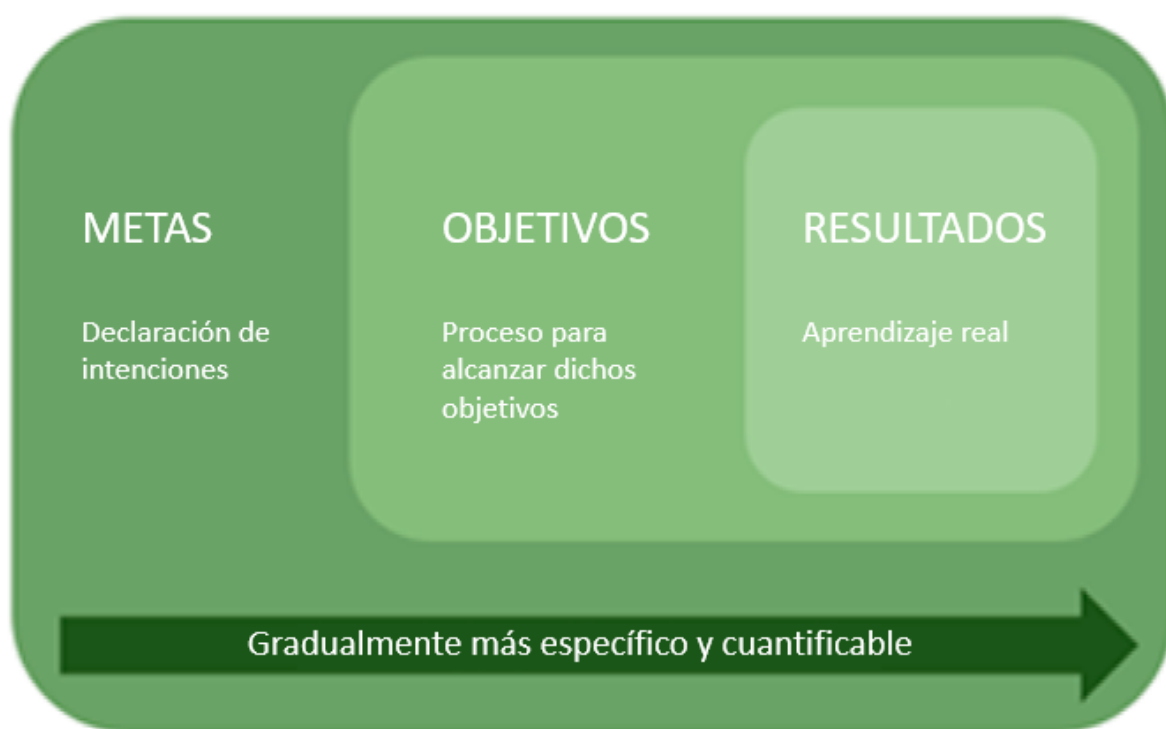 METAS
Declaración de
intenciones
OBJETIVOS
Proceso para
alcanzar dichos
objetivos
RESULTADOS
Aprendizaje real
Gradualmente más específico y cuantificable